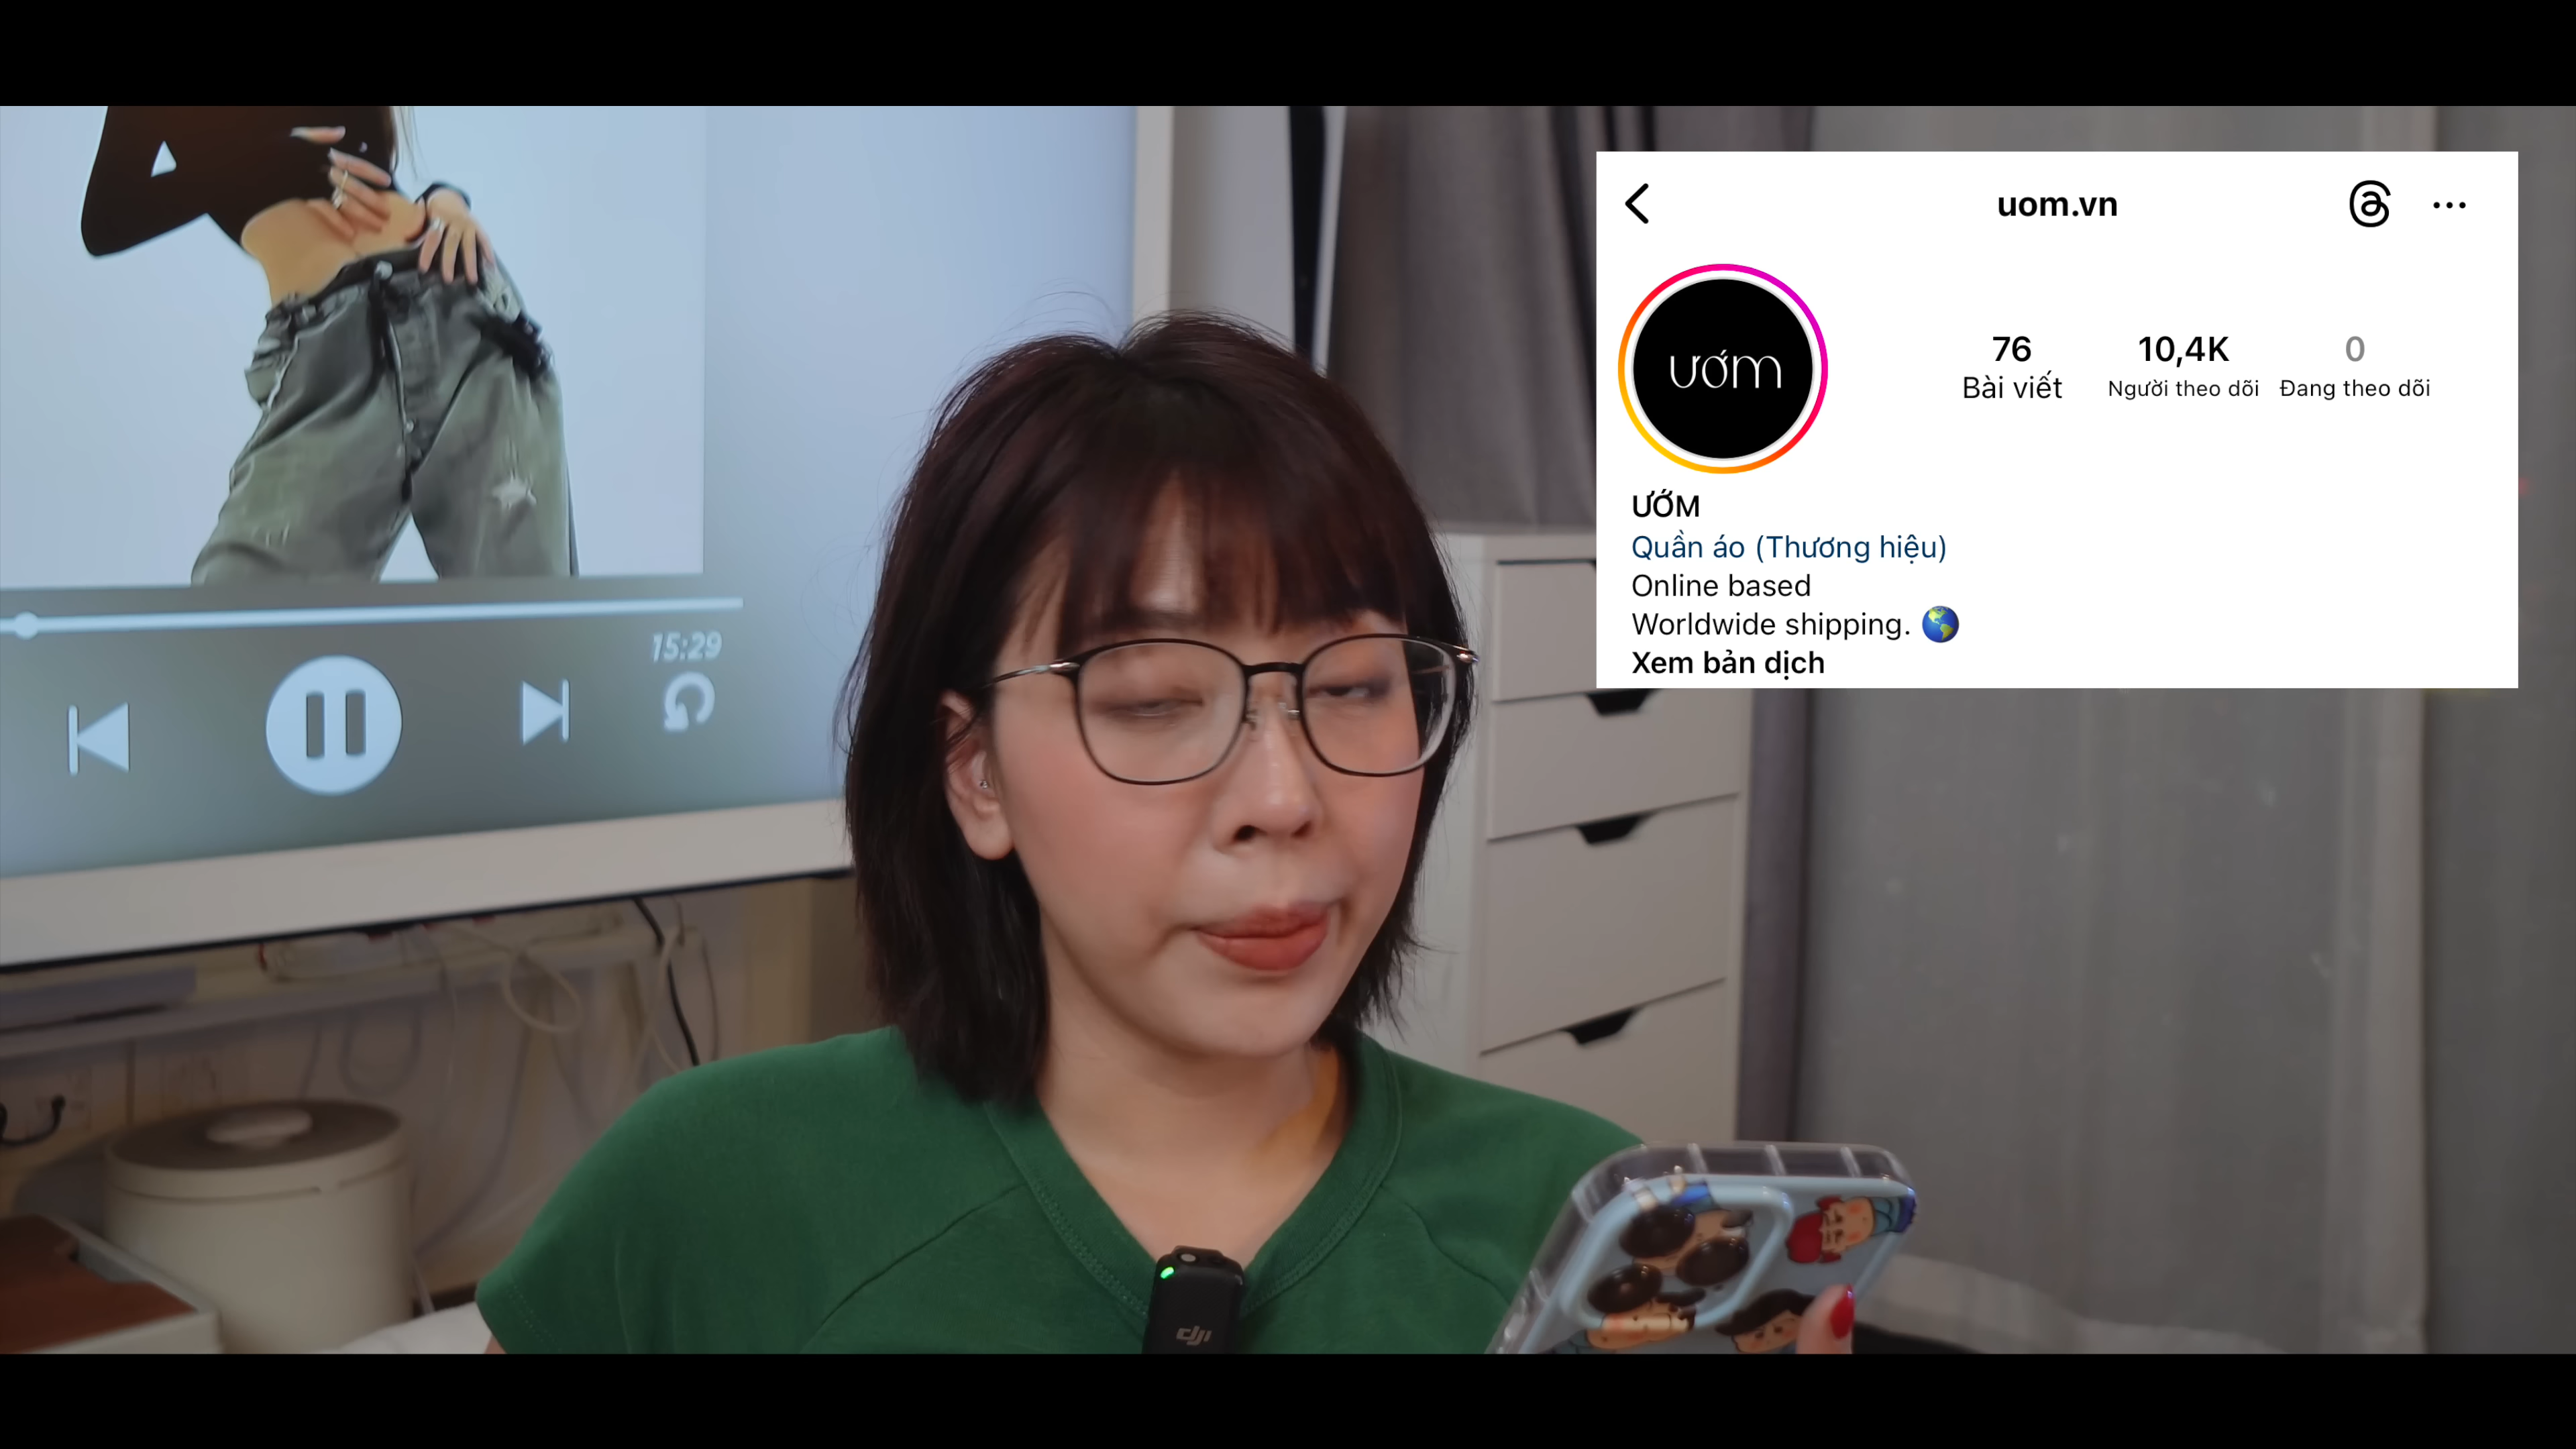 uom.vn
ướm
76
10,4K
0
Bài viết
Người theo dõi
Đang theo dõi
ƯỚM
Quần áo (Thương hiệu)
Online based
Worldwide shipping. 🌎
Xem bản dịch
15:29
dji